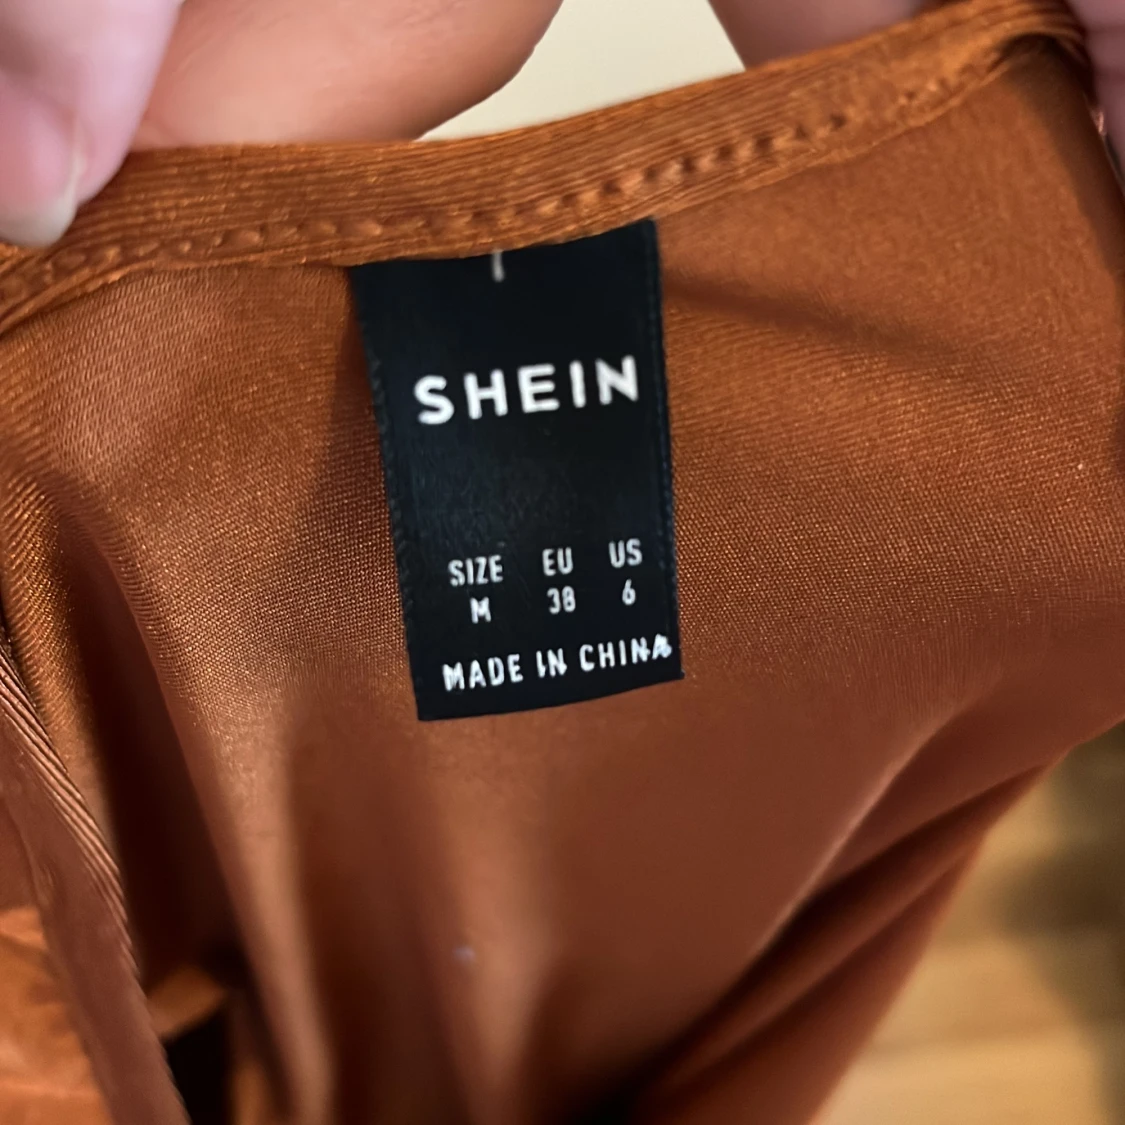 SHEIN
SIZE EU US
M 38 6
MADE IN CHINA